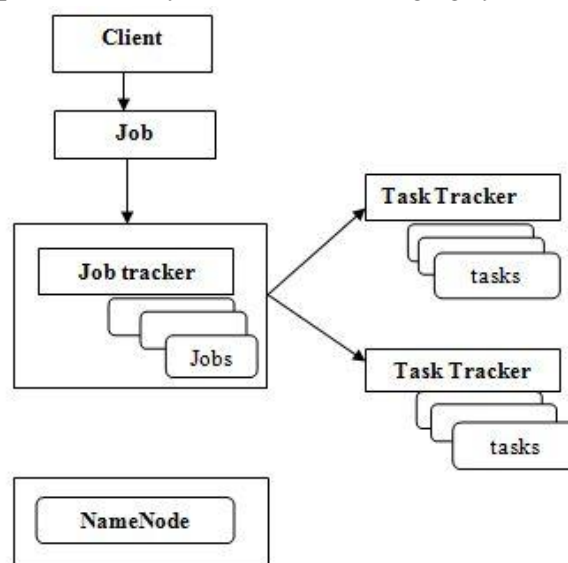 Client
Job
Job tracker
Jobs
Task Tracker
tasks
Task Tracker
tasks
NameNode